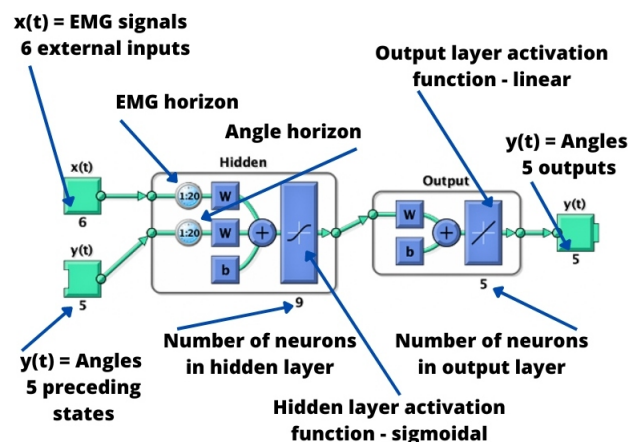 x(t) = EMG signals
6 external inputs
Output layer activation
function - linear
EMG horizon
Angle horizon
y(t) = Angles
5 outputs
x(t)
6
Hidden
1:20
W
1:20
W
b
+
9
Output
W
b
+
5
y(t)
5
y(t)
5
Number of neurons
in hidden layer
Number of neurons
in output layer
y(t) = Angles
5 preceding
states
Hidden layer activation
function - sigmoidal